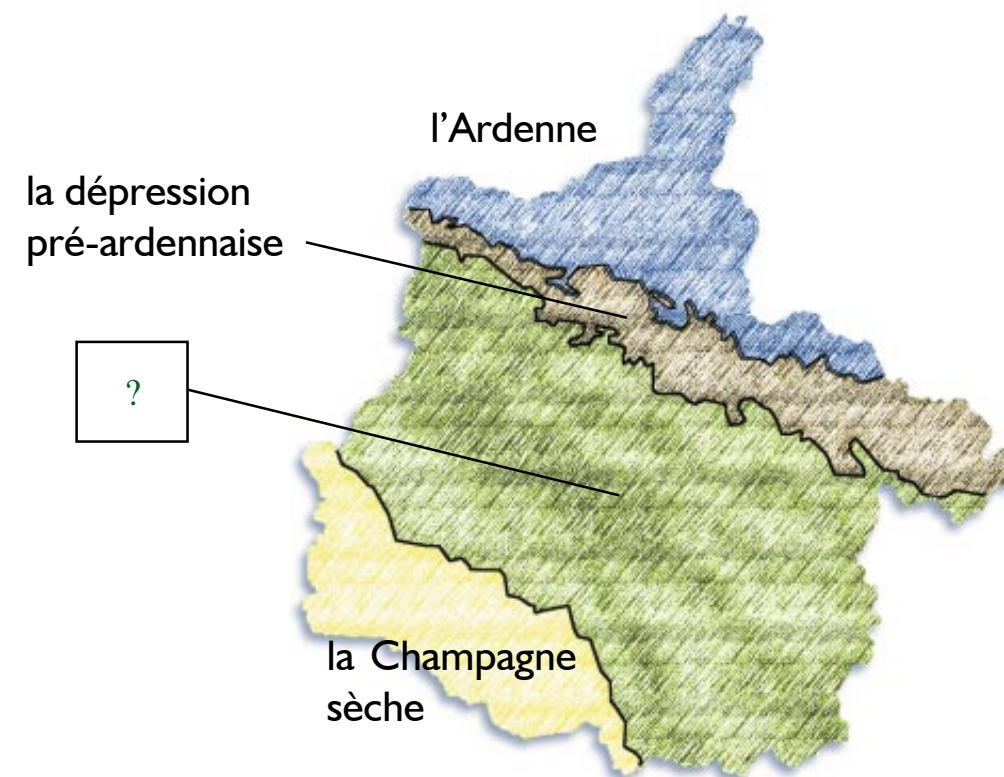 l'Ardenne
la dépression
pré-ardennaise
?
la Champagne
sèche